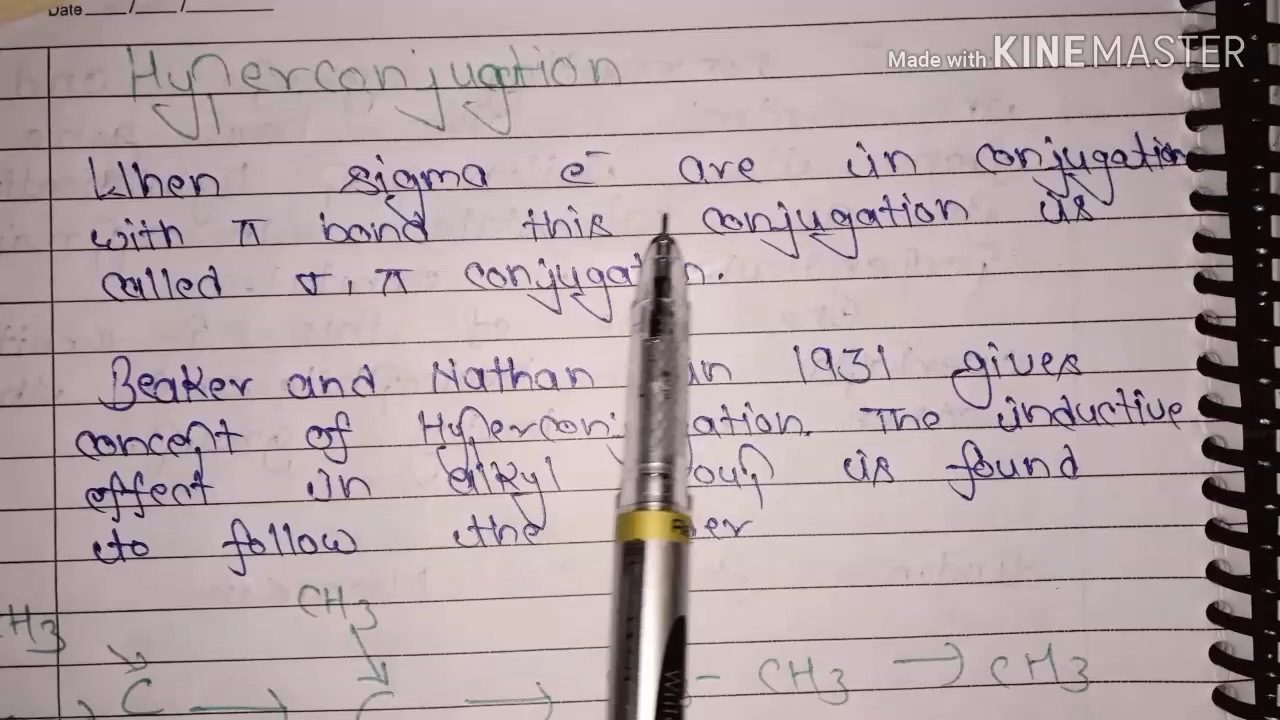 Date
Made with KINEMASTER
Hyperconjugation
When sigma e⁻ are in conjugation
with π bond this conjugation is
called σ, π conjugation.
Beaker and Nathan in 1931 gives
concept of Hyperconjugation. The inductive
effect in alkyl is found
to follow the
CH3
CH3
C → C → - CH3 → CH3